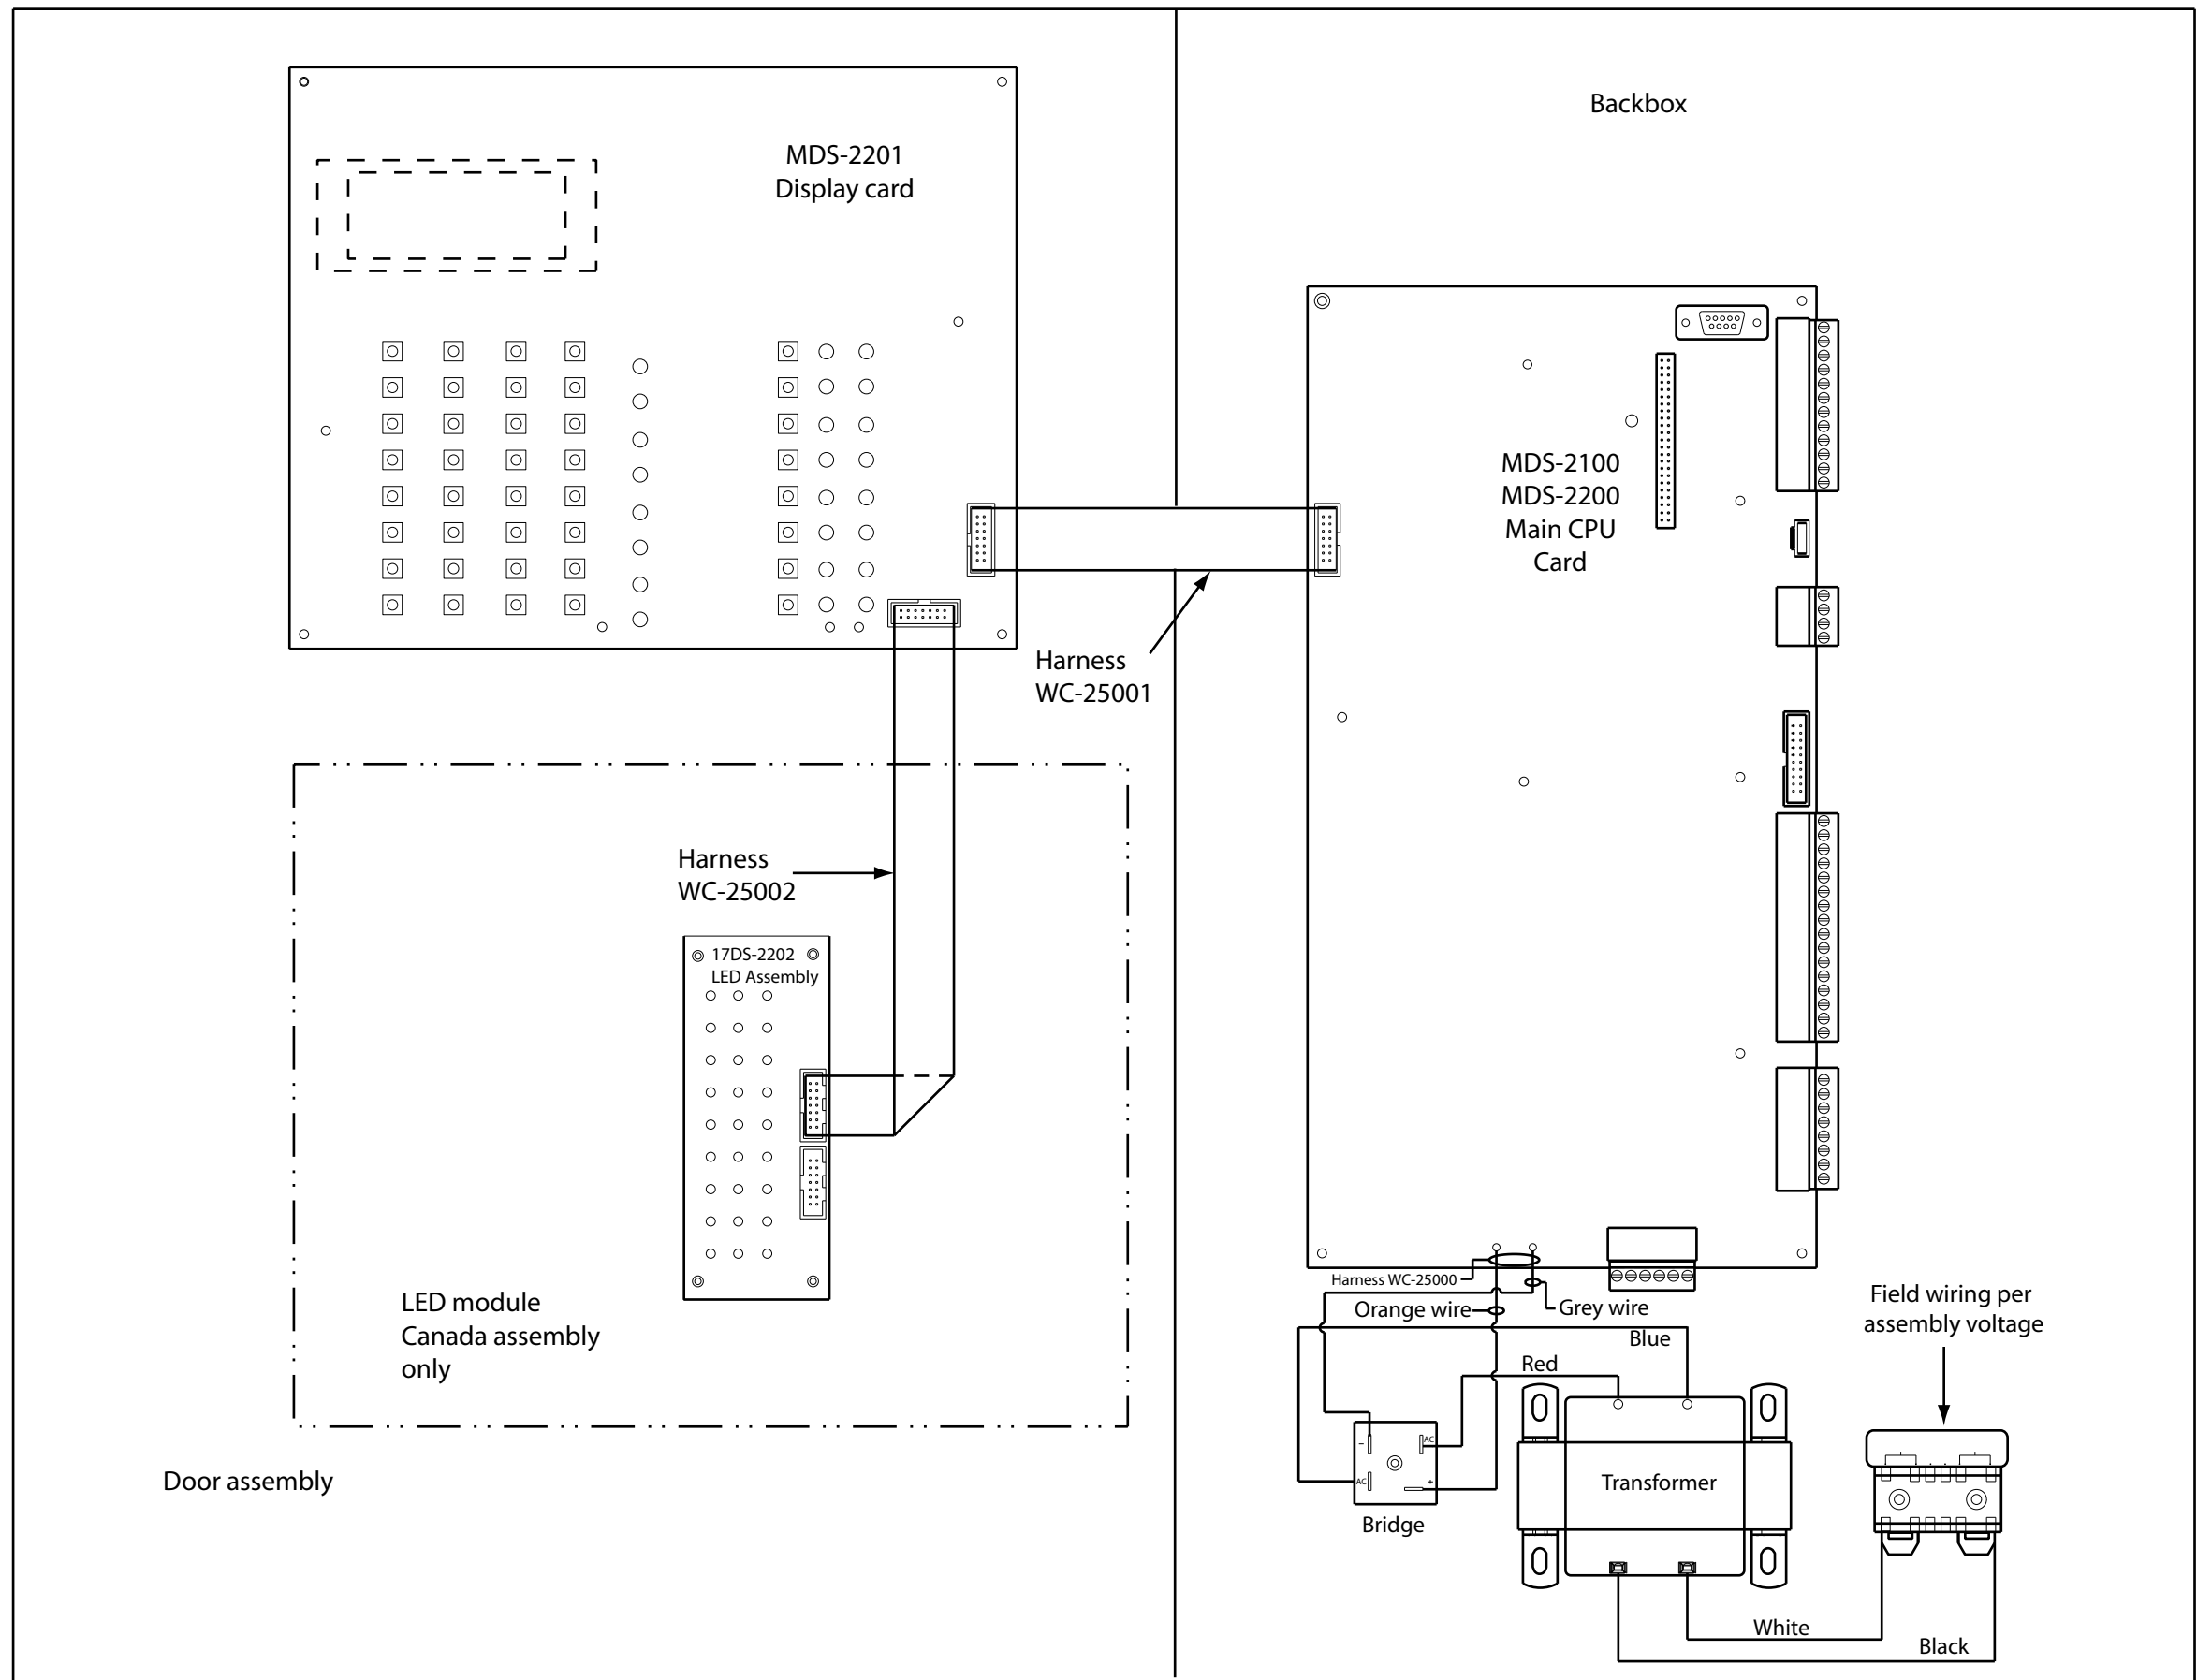 Backbox
MDS-2201
Display card
MDS-2100
MDS-2200
Main CPU
Card
Harness
WC-25001
Harness
WC-25002
17DS-2202
LED Assembly
LED module
Canada assembly
only
Door assembly
Harness WC-25000
Orange wire
Grey wire
Blue
Red
Field wiring per
assembly voltage
–
AC
AC
+
Bridge
Transformer
White
Black